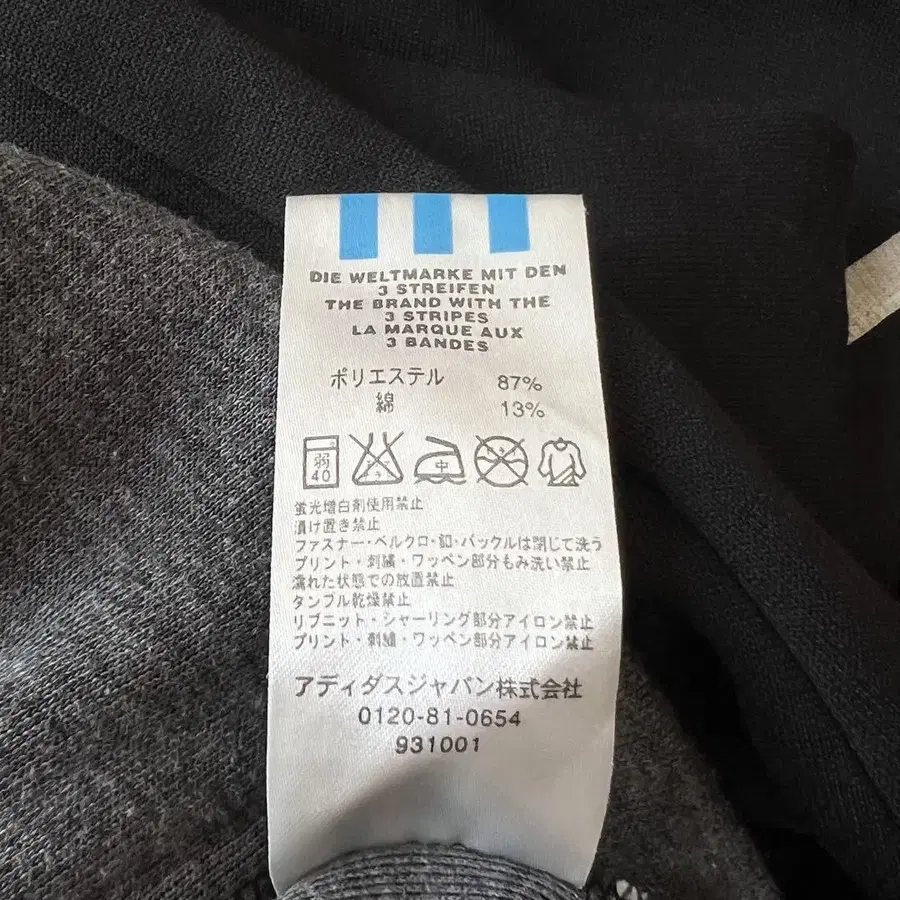 DIE WELTMARKE MIT DEN
3 STREIFEN
THE BRAND WITH THE
3 STRIPES
LA MARQUE AUX
3 BANDES
ポリエステル 87%
綿 13%
弱 中
40
蛍光増白剤使用禁止
漬け置き禁止
ファスナー・ベルクロ・釦・バックルは閉じて洗う
プリント・刺繍・ワッペン部分もみ洗い禁止
濡れた状態での放置禁止
タンブル乾燥禁止
リブニット・シャーリング部分アイロン禁止
プリント・刺繍・ワッペン部分アイロン禁止
アディダスジャパン株式会社
0120-81-0654
931001